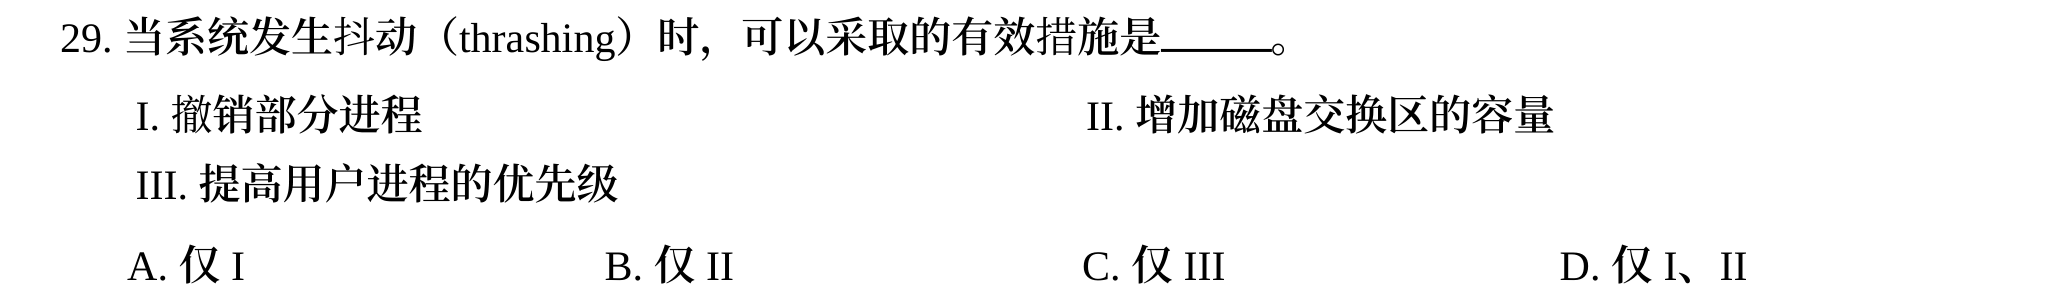 29. 当系统发生抖动（thrashing）时，可以采取的有效措施是_____。
I. 撤销部分进程 II. 增加磁盘交换区的容量
III. 提高用户进程的优先级
A. 仅 I B. 仅 II C. 仅 III D. 仅 I、II